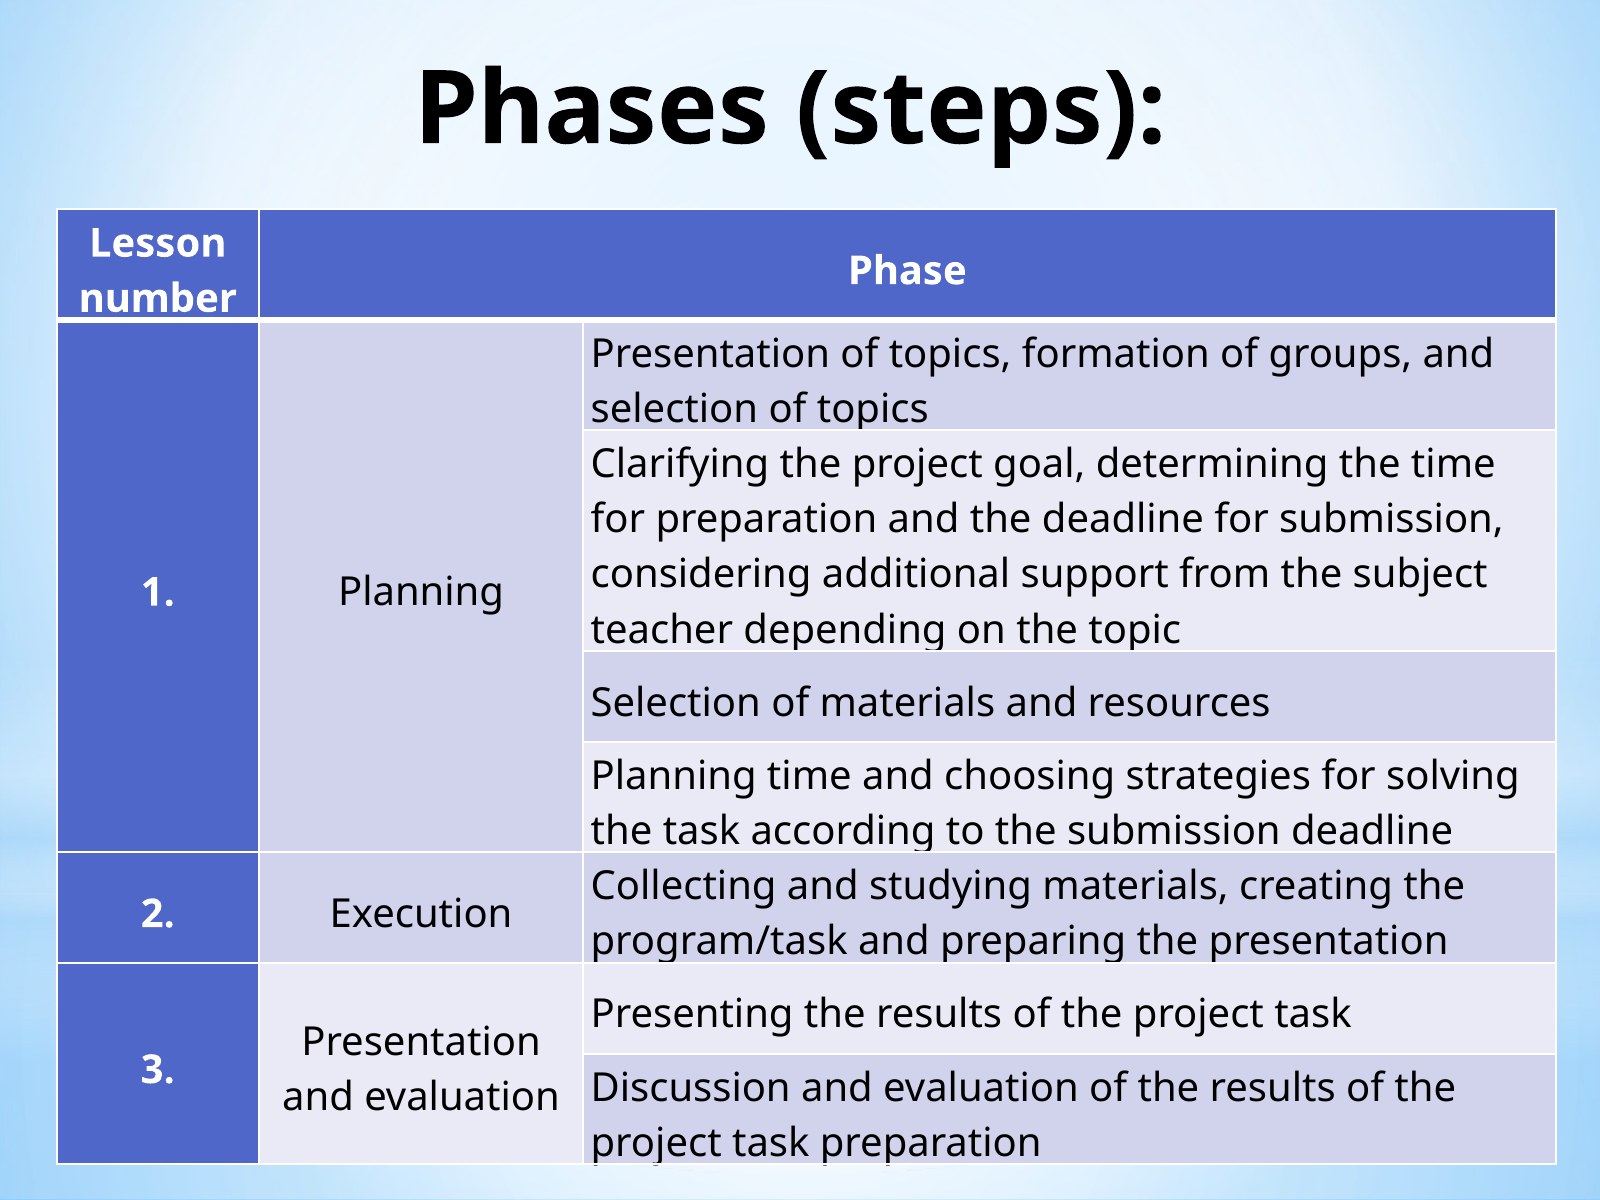 Phases (steps):
Lesson
number
Phase
1.
Planning
Presentation of topics, formation of groups, and
selection of topics
Clarifying the project goal, determining the time
for preparation and the deadline for submission,
considering additional support from the subject
teacher depending on the topic
Selection of materials and resources
Planning time and choosing strategies for solving
the task according to the submission deadline
2.
Execution
Collecting and studying materials, creating the
program/task and preparing the presentation
3.
Presentation
and evaluation
Presenting the results of the project task
Discussion and evaluation of the results of the
project task preparation